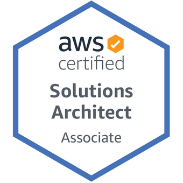 aws
certified
Solutions
Architect
Associate